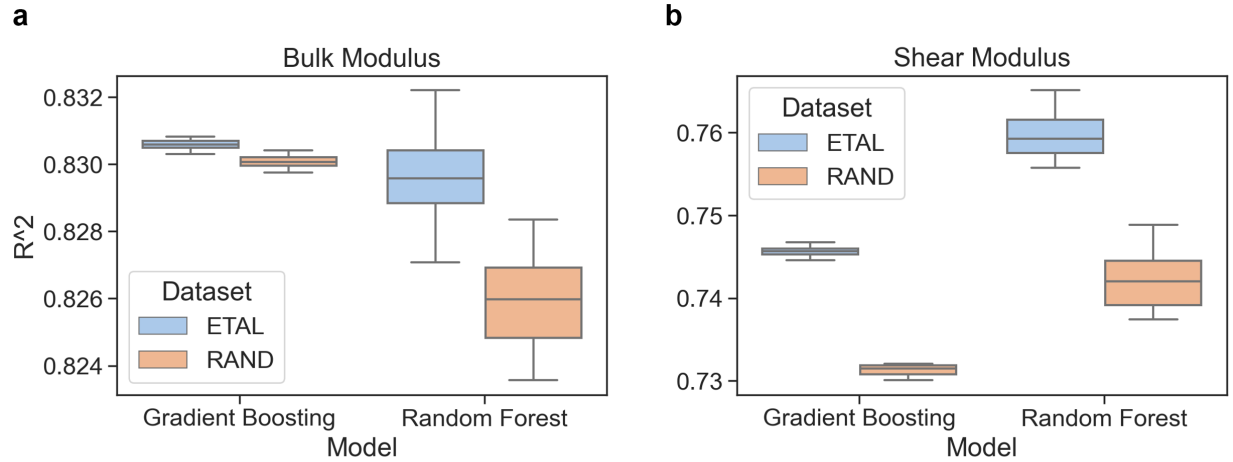 a
Bulk Modulus
R^2
0.832
0.830
0.828
0.826
0.824
Dataset
ETAL
RAND
Gradient Boosting
Random Forest
Model
b
Shear Modulus
0.76
0.75
0.74
0.73
Dataset
ETAL
RAND
Gradient Boosting
Random Forest
Model